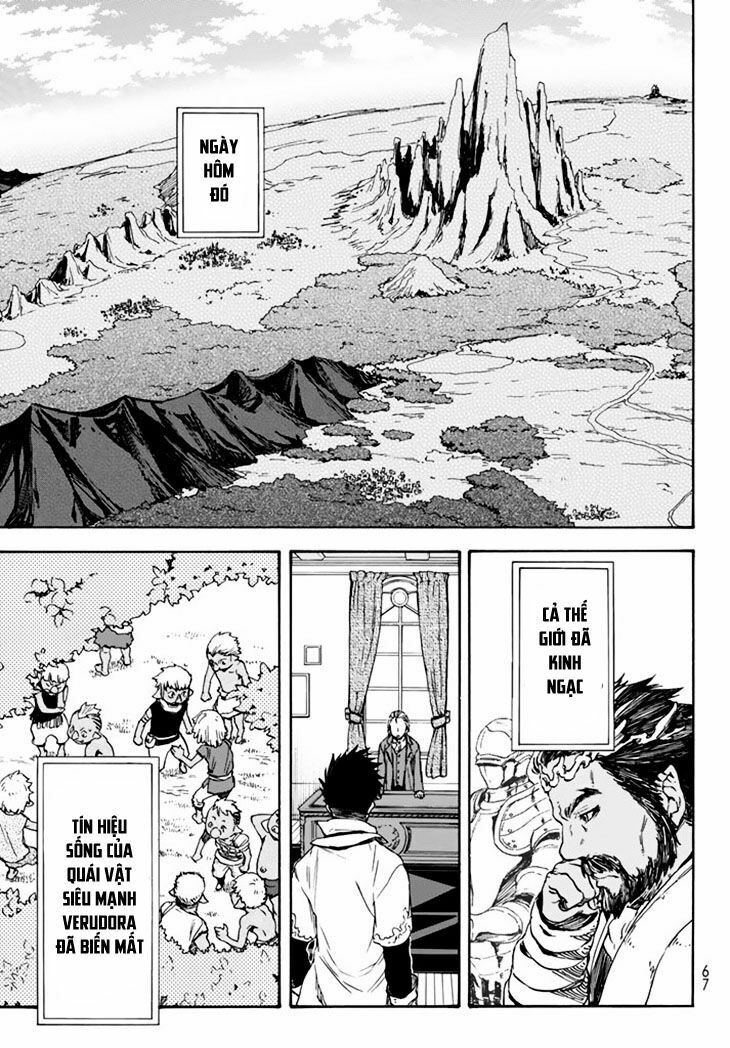 NGÀY
HÔM
ĐÓ
CẢ THẾ
GIỚI ĐÃ
KINH
NGẠC
TÍN HIỆU
SỐNG CỦA
QUÁI VẬT
SIÊU MẠNH
VERUDORA
ĐÃ BIẾN MẤT
67